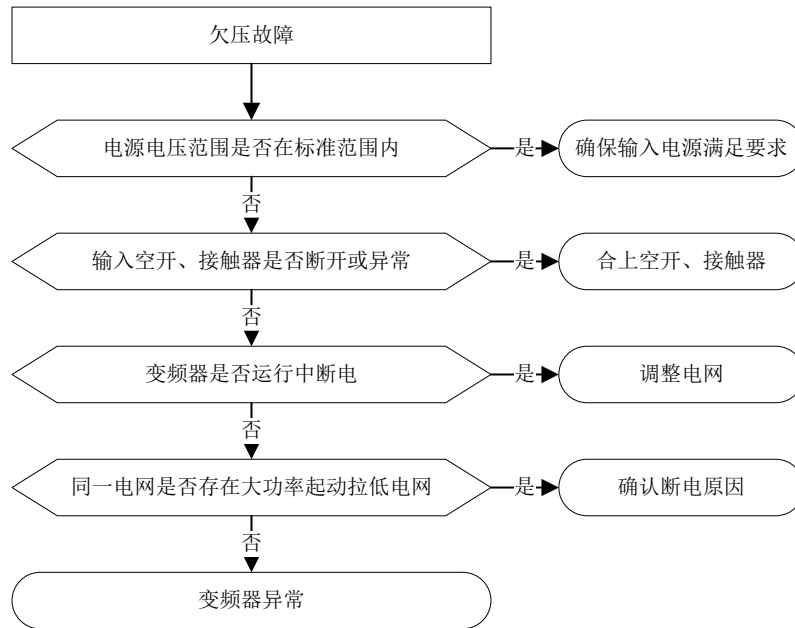 欠压故障
电源电压范围是否在标准范围内
是
确保输入电源满足要求
否
输入空开、接触器是否断开或异常
是
合上空开、接触器
否
变频器是否运行中断电
是
调整电网
否
同一电网是否存在大功率起动拉低电网
是
确认断电原因
否
变频器异常